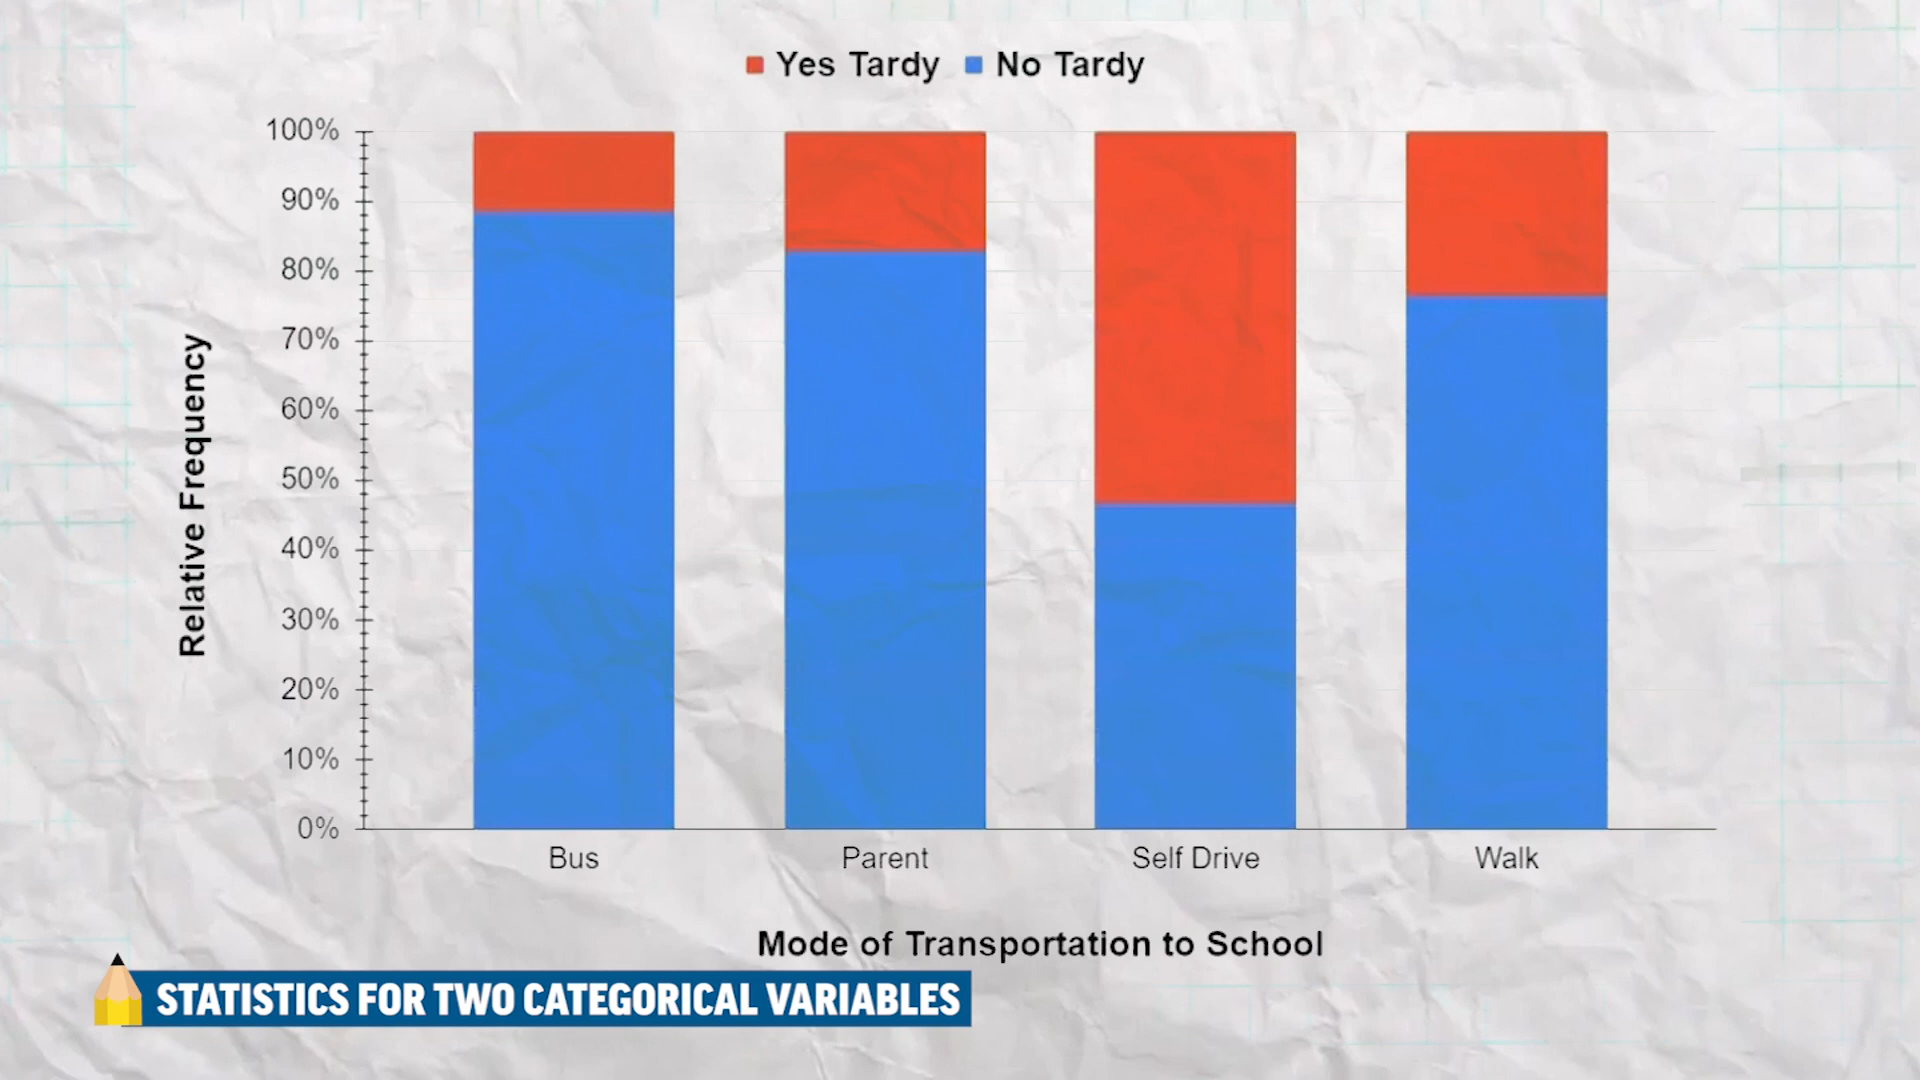 Yes Tardy No Tardy
100%
90%
80%
70%
60%
50%
40%
30%
20%
10%
0%
Relative Frequency
Bus Parent Self Drive Walk
Mode of Transportation to School
STATISTICS FOR TWO CATEGORICAL VARIABLES